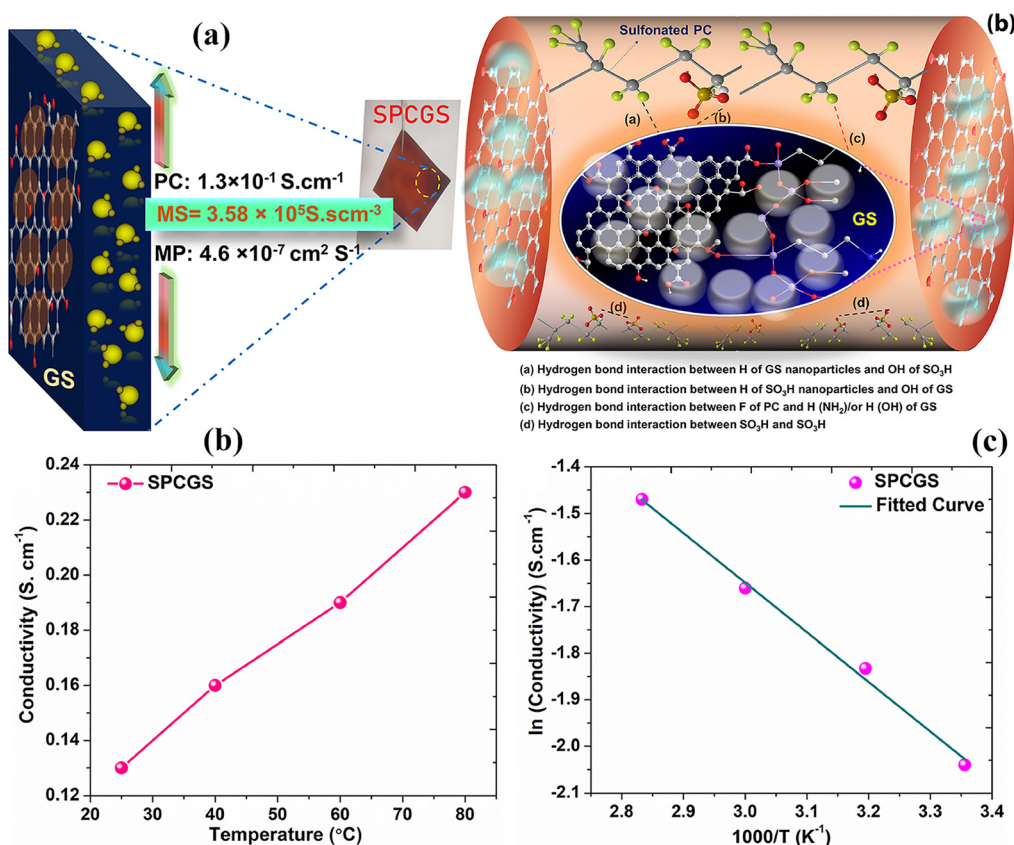 (a)
SPCGS
PC: 1.3×10⁻¹ S.cm⁻¹
MS= 3.58 × 10⁵S.scm⁻³
MP: 4.6 ×10⁻⁷ cm² S⁻¹
GS
(b)
Sulfonated PC
(a)
(b)
(c)
GS
(d)
(d)
(a) Hydrogen bond interaction between H of GS nanoparticles and OH of SO₃H
(b) Hydrogen bond interaction between H of SO₃H nanoparticles and OH of GS
(c) Hydrogen bond interaction between F of PC and H (NH₂)/or H (OH) of GS
(d) Hydrogen bond interaction between SO₃H and SO₃H
(b)
SPCGS
Conductivity (S. cm⁻¹)
0.24
0.22
0.20
0.18
0.16
0.14
0.12
20 30 40 50 60 70 80
Temperature (°C)
(c)
SPCGS
Fitted Curve
ln (Conductivity) (S.cm⁻¹)
-1.4
-1.5
-1.6
-1.7
-1.8
-1.9
-2.0
-2.1
2.8 2.9 3.0 3.1 3.2 3.3 3.4
1000/T (K⁻¹)